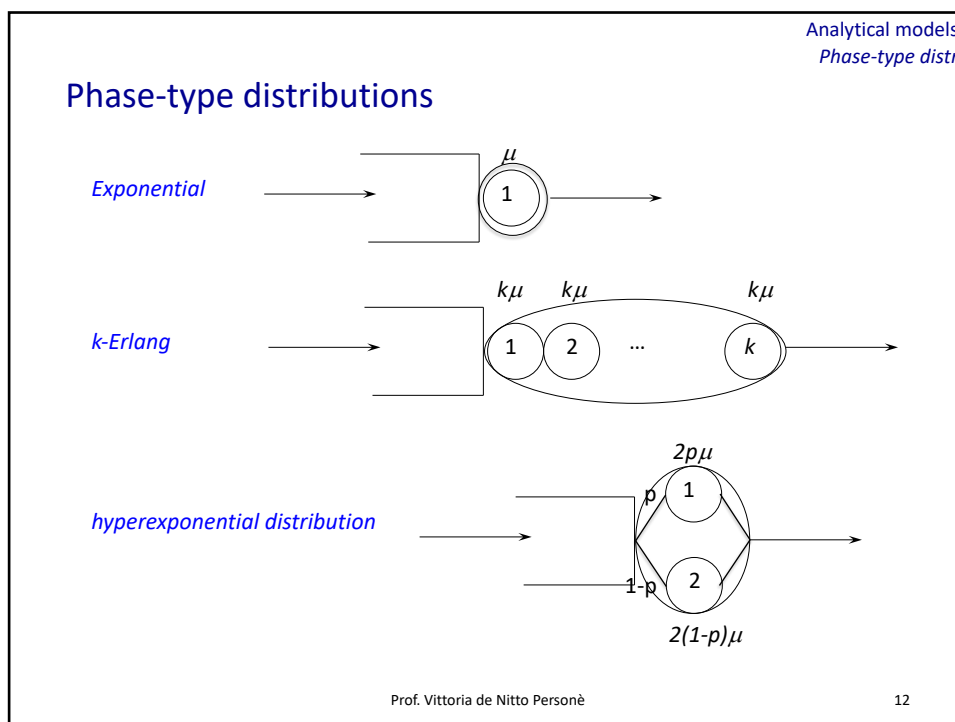 Analytical models
Phase-type distr
Phase-type distributions
μ
Exponential
1
kμ kμ kμ
k-Erlang
1 2 ... k
2pμ
p 1
hyperexponential distribution
1-p 2
2(1-p)μ
Prof. Vittoria de Nitto Personè 12